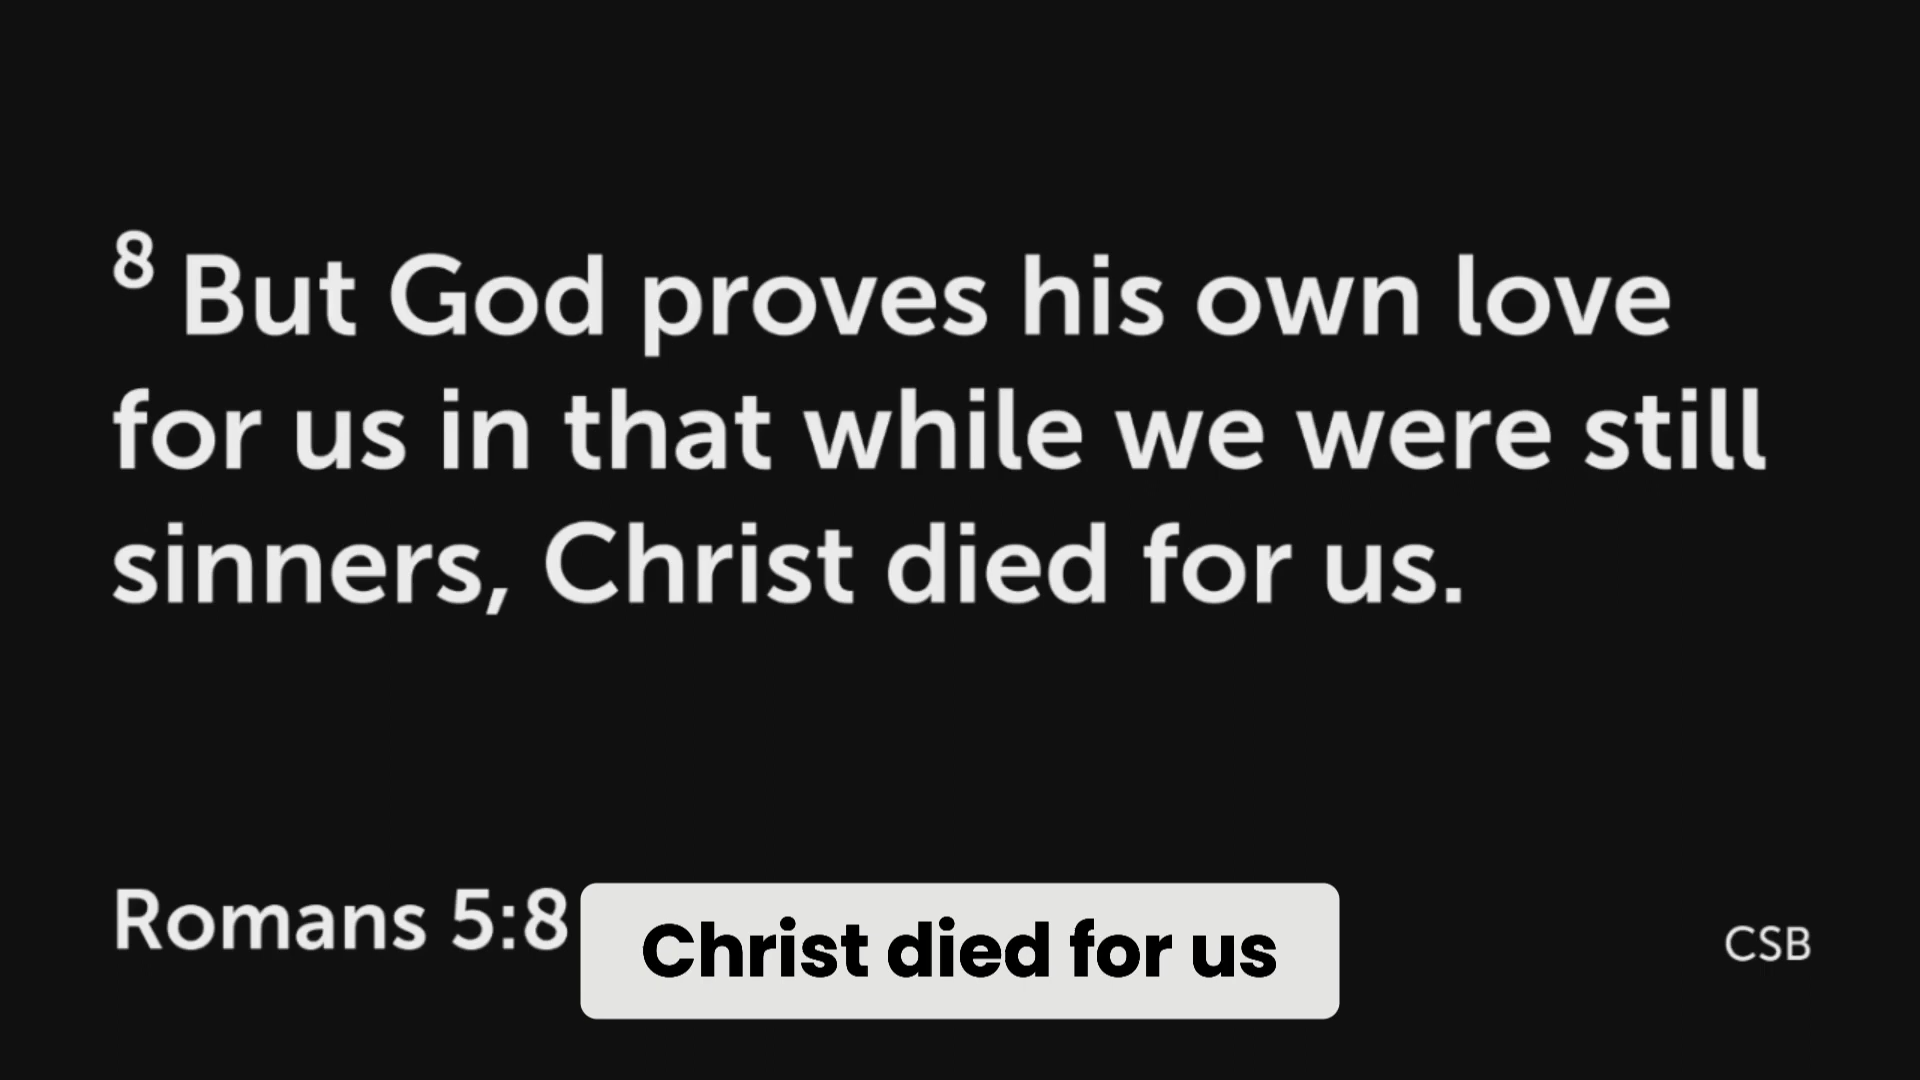 8 But God proves his own love
for us in that while we were still
sinners, Christ died for us.
Romans 5:8
Christ died for us
CSB